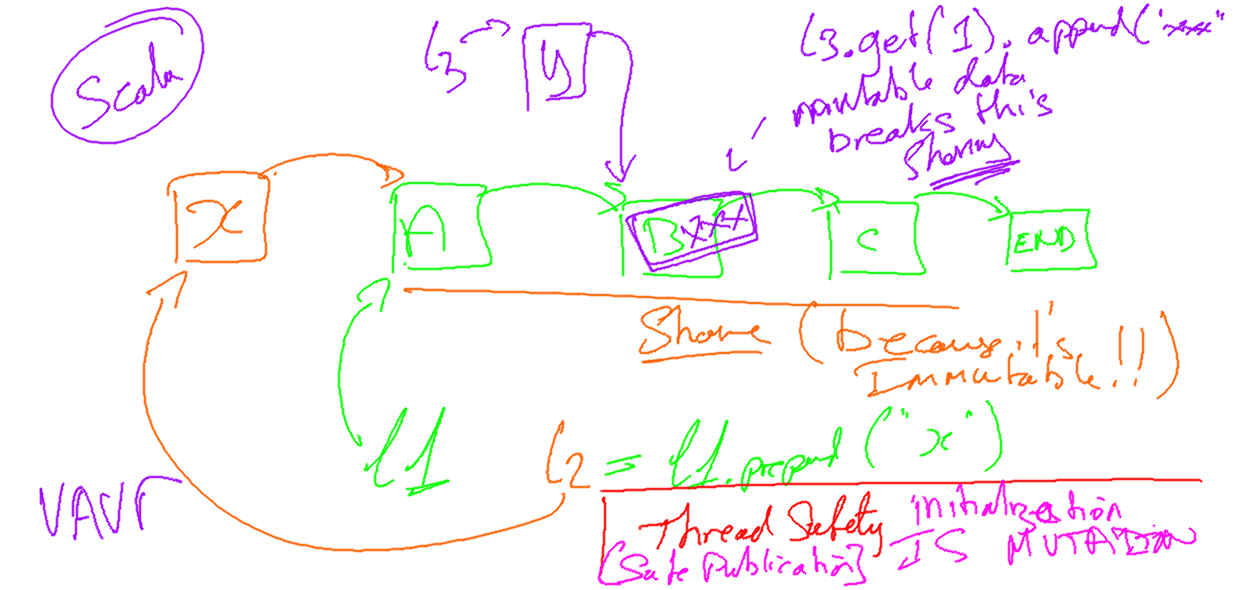 Scala
l3
y
l3.get(1).append("xxx"
mutable data
breaks this
Sharing
x
A
Bxxx
C
END
Share (because it's
Immutable!!)
l1
l2 = l1.prepend("x")
VAVr
Thread Safety initialization
[Safe Publication] IS MUTATION